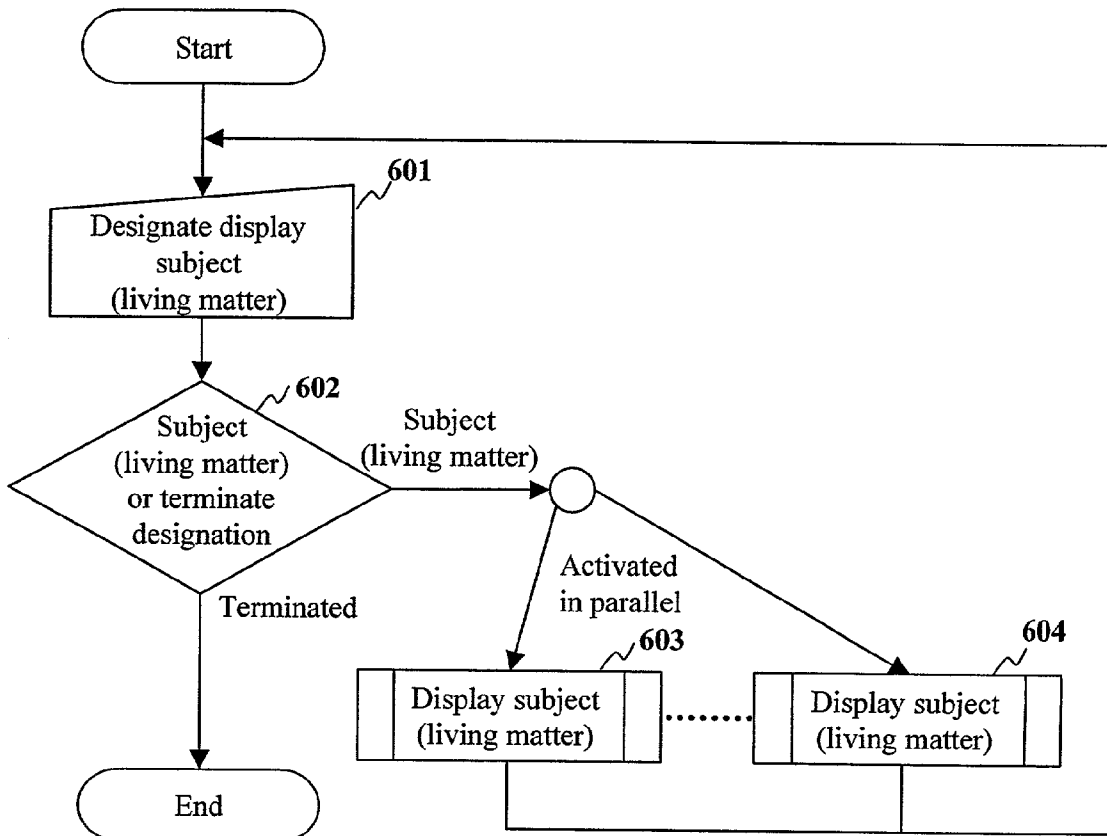 Start
601
Designate display
subject
(living matter)
602
Subject
(living matter)
or terminate
designation
Subject
(living matter)
Activated
in parallel
Terminated
603
Display subject
(living matter)
604
Display subject
(living matter)
End